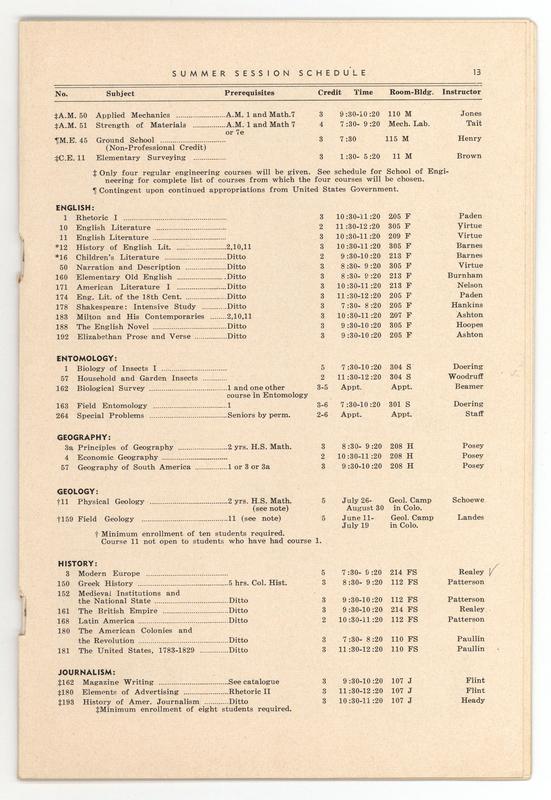 SUMMER SESSION SCHEDULE 13
No. Subject Prerequisites Credit Time Room-Bldg. Instructor
‡A.M. 50 Applied Mechanics ........A.M. 1 and Math.7 3 9:30-10:20 110 M Jones
‡A.M. 51 Strength of Materials ........A.M. 1 and Math 7 4 7:30- 9:20 Mech. Lab. Tait
or 7e
¶M.E. 45 Ground School ........ 3 7:30 115 M Henry
(Non-Professional Credit)
‡C.E. 11 Elementary Surveying ........ 3 1:30- 5:20 11 M Brown
‡ Only four regular engineering courses will be given. See schedule for School of Engi-
neering for complete list of courses from which the four courses will be chosen.
¶ Contingent upon continued appropriations from United States Government.
ENGLISH:
1 Rhetoric I ........ 3 10:30-11:20 205 F Paden
10 English Literature ........ 2 11:30-12:20 305 F Virtue
11 English Literature ........ 3 10:30-11:20 209 F Virtue
*12 History of English Lit. ........2,10,11 3 10:30-11:20 305 F Barnes
*16 Children's Literature ........Ditto 2 9:30-10:20 213 F Barnes
50 Narration and Description ........Ditto 3 8:30- 9:20 305 F Virtue
160 Elementary Old English ........Ditto 3 8:30- 9:20 213 F Burnham
171 American Literature I ........Ditto 3 10:30-11:20 213 F Nelson
174 Eng. Lit. of the 18th Cent. ........Ditto 3 11:30-12:20 205 F Paden
178 Shakespeare: Intensive Study ........Ditto 3 7:30- 8:20 205 F Hankins
183 Milton and His Contemporaries ........2,10,11 3 10:30-11:20 207 F Ashton
188 The English Novel ........Ditto 3 9:30-10:20 305 F Hoopes
192 Elizabethan Prose and Verse ........Ditto 3 9:30-10:20 205 F Ashton
ENTOMOLOGY:
1 Biology of Insects I ........ 5 7:30-10:20 304 S Doering
57 Household and Garden Insects ........ 2 11:30-12:20 304 S Woodruff
162 Biological Survey ........1 and one other 3-5 Appt. Appt. Beamer
course in Entomology
163 Field Entomology ........1 3-6 7:30-10:20 301 S Doering
264 Special Problems ........Seniors by perm. 2-6 Appt. Appt. Staff
GEOGRAPHY:
3a Principles of Geography ........2 yrs. H.S. Math. 3 8:30- 9:20 208 H Posey
4 Economic Geography ........ 2 10:30-11:20 208 H Posey
57 Geography of South America ........1 or 3 or 3a 3 9:30-10:20 208 H Posey
GEOLOGY:
†11 Physical Geology ........2 yrs. H.S. Math. 5 July 26- Geol. Camp Schoewe
(see note) August 30 in Colo.
†159 Field Geology ........11 (see note) 5 June 11- Geol. Camp Landes
July 19 in Colo.
† Minimum enrollment of ten students required.
Course 11 not open to students who have had course 1.
HISTORY:
3 Modern Europe ........ 5 7:30- 9:20 214 FS Realey √
150 Greek History ........5 hrs. Col. Hist. 3 8:30- 9:20 112 FS Patterson
152 Medieval Institutions and
the National State ........Ditto 3 9:30-10:20 112 FS Patterson
161 The British Empire ........Ditto 3 9:30-10:20 214 FS Realey
168 Latin America ........Ditto 2 10:30-11:20 112 FS Patterson
180 The American Colonies and
the Revolution ........Ditto 3 7:30- 8:20 110 FS Paullin
181 The United States, 1783-1829 ........Ditto 3 11:30-12:20 110 FS Paullin
JOURNALISM:
‡162 Magazine Writing ........See catalogue 3 9:30-10:20 107 J Flint
‡180 Elements of Advertising ........Rhetoric II 3 11:30-12:20 107 J Flint
‡193 History of Amer. Journalism ........Ditto 3 10:30-11:20 107 J Heady
‡Minimum enrollment of eight students required.